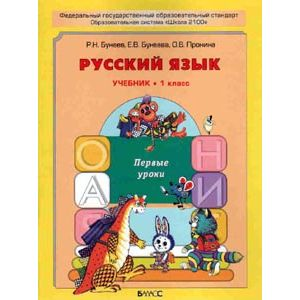 Федеральный государственный образовательный стандарт
Образовательная система «Школа 2100»
Р.Н. Бунеев, Е.В. Бунеева, О.В. Пронина
РУССКИЙ ЯЗЫК
УЧЕБНИК • 1 класс
Первые
уроки
О
Н
А
И
БАЛАСС